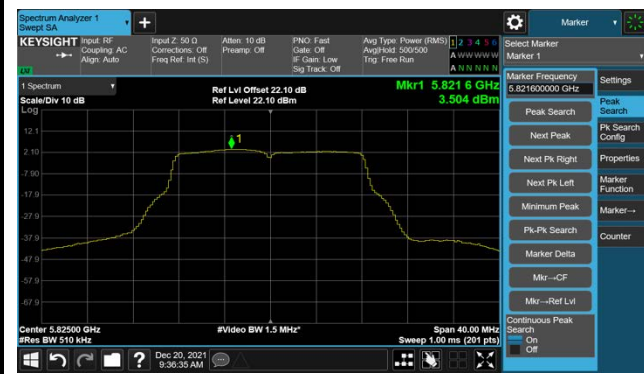 Spectrum Analyzer 1
Swept SA
+
Marker
KEYSIGHT Input: RF
Coupling: AC
Align: Auto
Input Z: 50 Ω
Corrections: Off
Freq Ref: Int (S)
Atten: 10 dB
Preamp: Off
PNO: Fast
Gate: Off
IF Gain: Low
Sig Track: Off
Avg Type: Power (RMS)
Avg|Hold: 500/500
Trig: Free Run
1 2 3 4 5 6
A W W W W W
A N N N N N
Select Marker
Marker 1
1 Spectrum
Scale/Div 10 dB
Log
Ref Lvl Offset 22.10 dB
Ref Level 22.10 dBm
Mkr1 5.821 6 GHz
3.504 dBm
1
12.1
2.10
-7.90
-17.9
-27.9
-37.9
-47.9
-57.9
-67.9
Center 5.82500 GHz
#Res BW 510 kHz
#Video BW 1.5 MHz*
Span 40.00 MHz
Sweep 1.00 ms (201 pts)
Marker Frequency
5.821600000 GHz
Peak Search
Next Peak
Next Pk Right
Next Pk Left
Minimum Peak
Pk-Pk Search
Marker Delta
Mkr→CF
Mkr→Ref Lvl
Continuous Peak
Search
On
Off
Settings
Peak
Search
Pk Search
Config
Properties
Marker
Function
Marker→
Counter
?
Dec 20, 2021
9:36:35 AM